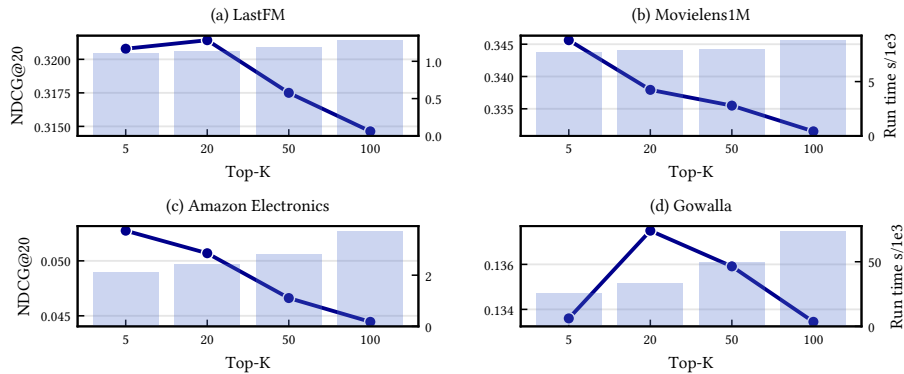 (a) LastFM
(b) Movielens1M
NDCG@20
0.3200
0.3175
0.3150
1.0
0.5
0.0
5 20 50 100
Top-K
0.345
0.340
0.335
5
0
Run time s/1e3
5 20 50 100
Top-K
(c) Amazon Electronics
(d) Gowalla
NDCG@20
0.050
0.045
2
0
5 20 50 100
Top-K
0.136
0.134
50
0
Run time s/1e3
5 20 50 100
Top-K